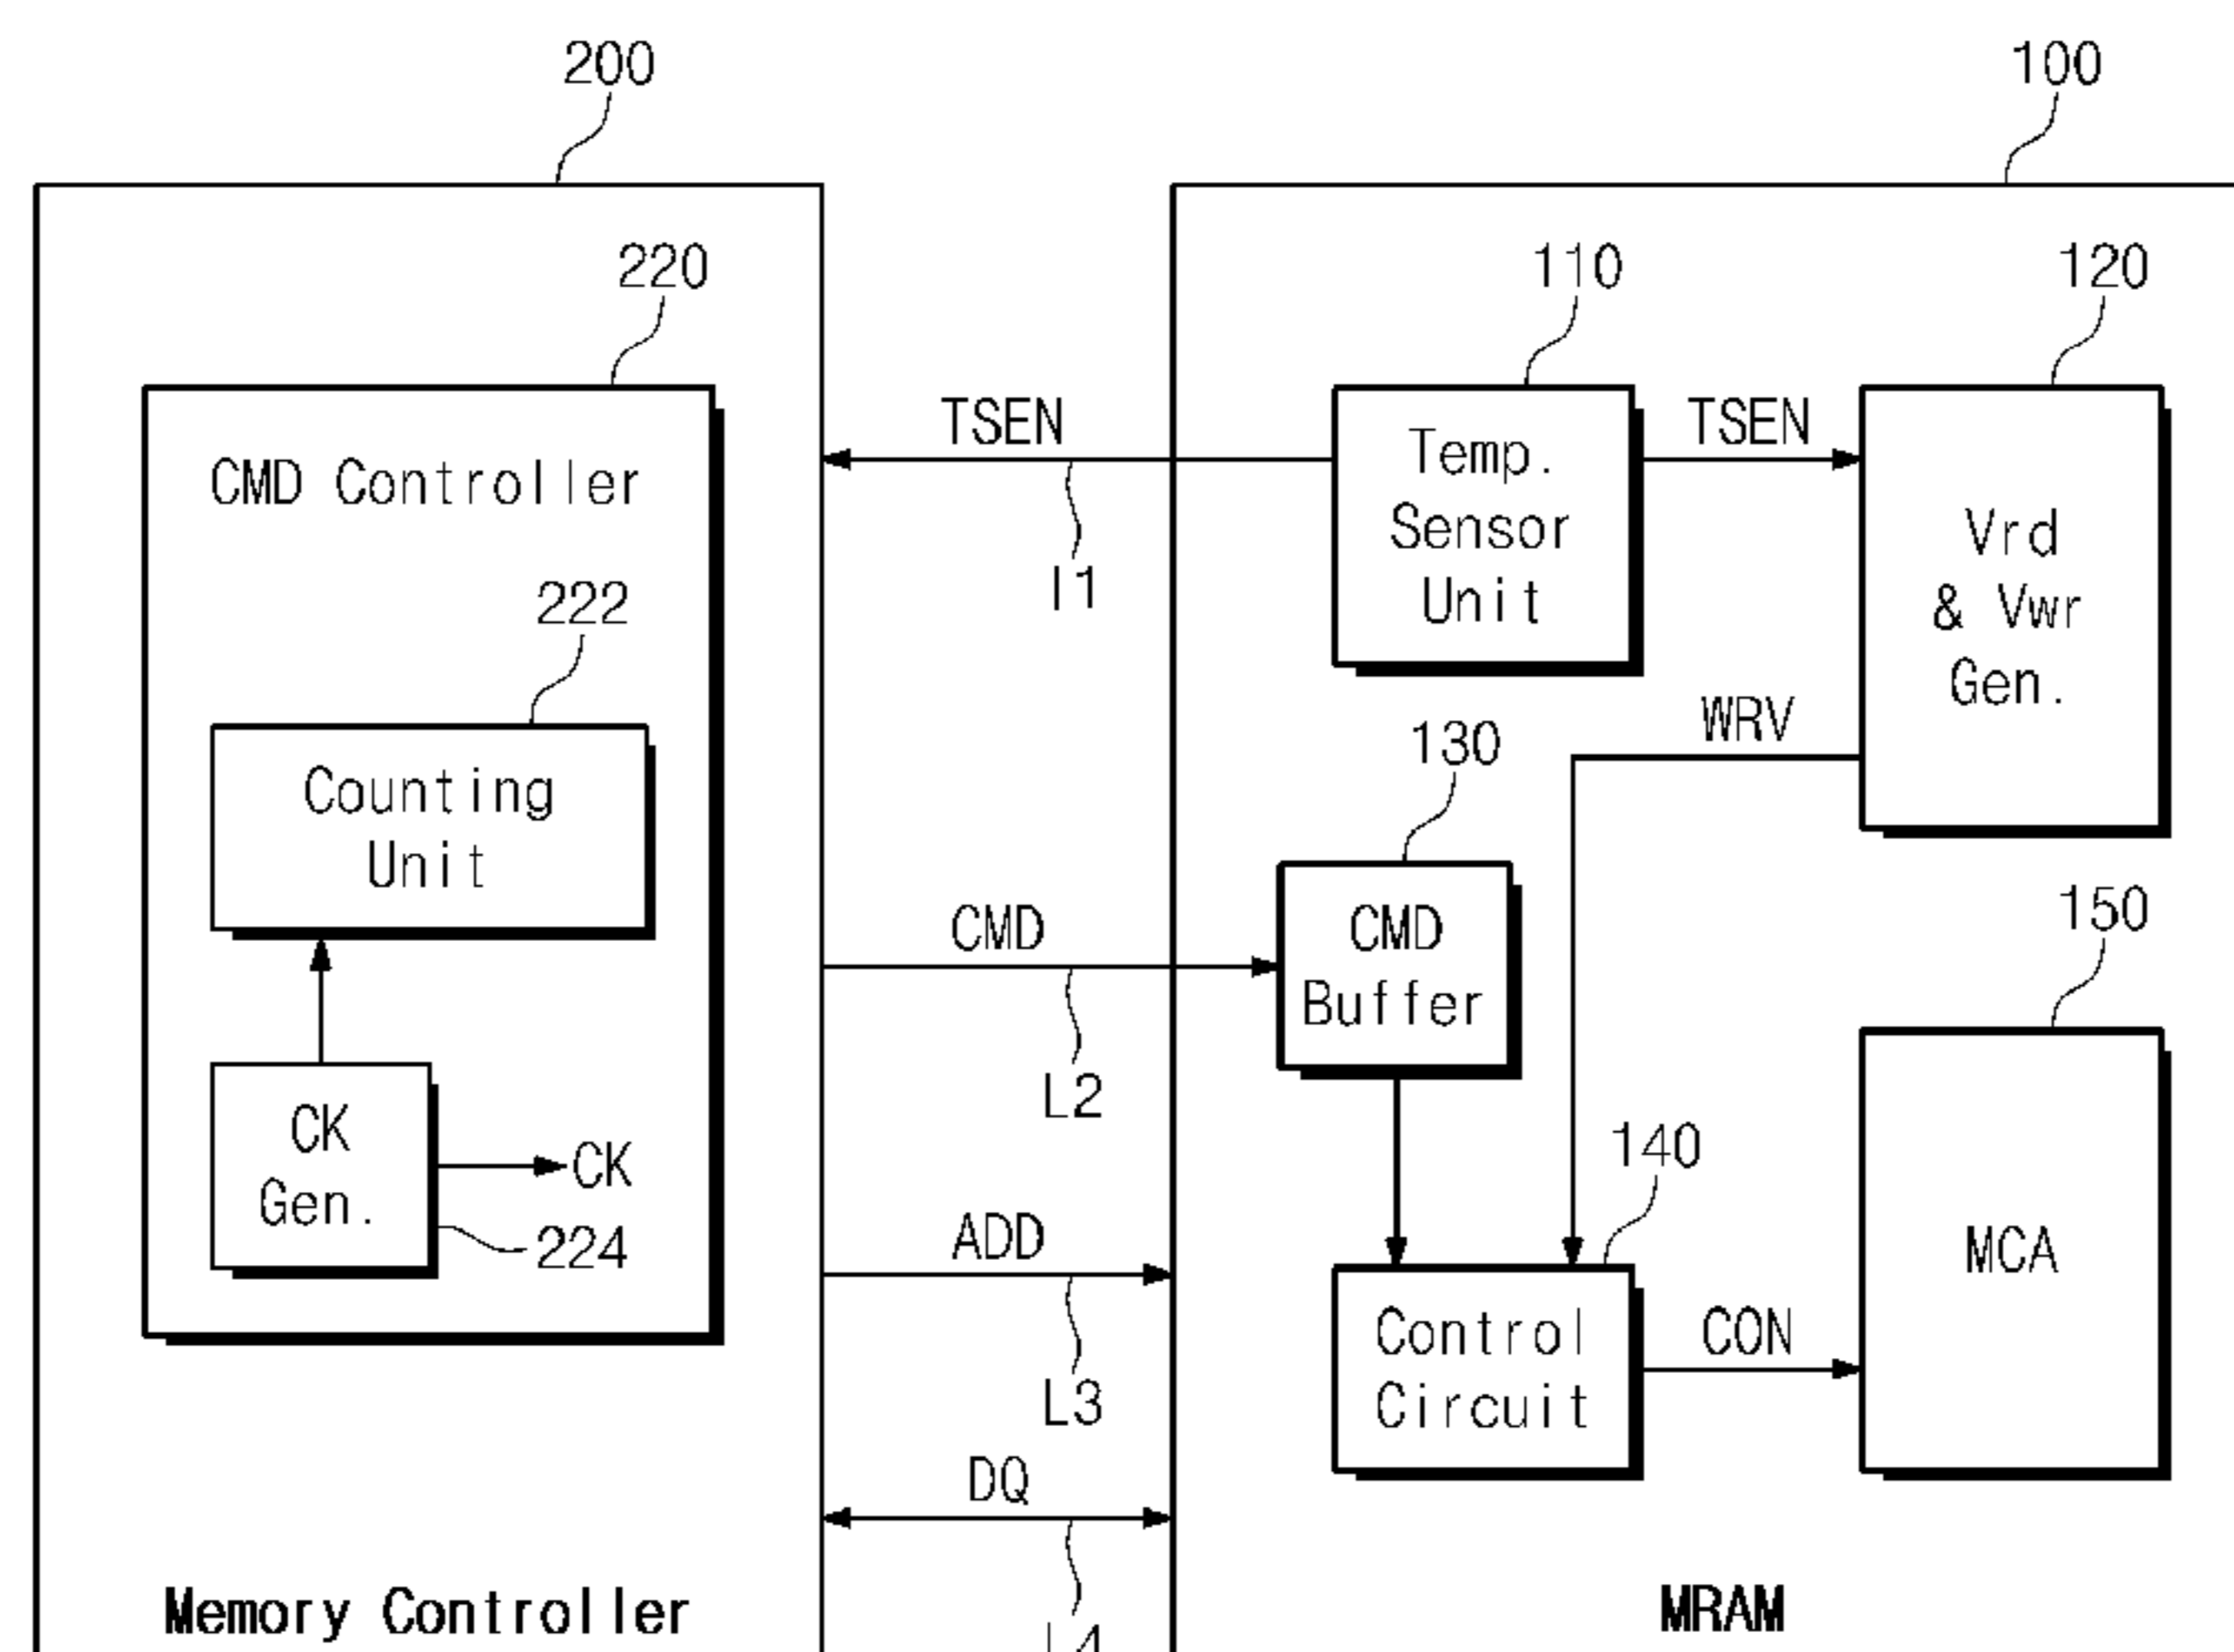 200
100
220
110
120
TSEN
TSEN
CMD Controller
Temp.
Sensor
Unit
Vrd
& Vwr
Gen.
I1
222
WRV
130
Counting
Unit
150
CMD
CMD
Buffer
L2
CK
Gen.
CK
224
140
ADD
MCA
Control
Circuit
CON
L3
DQ
L4
Memory Controller
MRAM